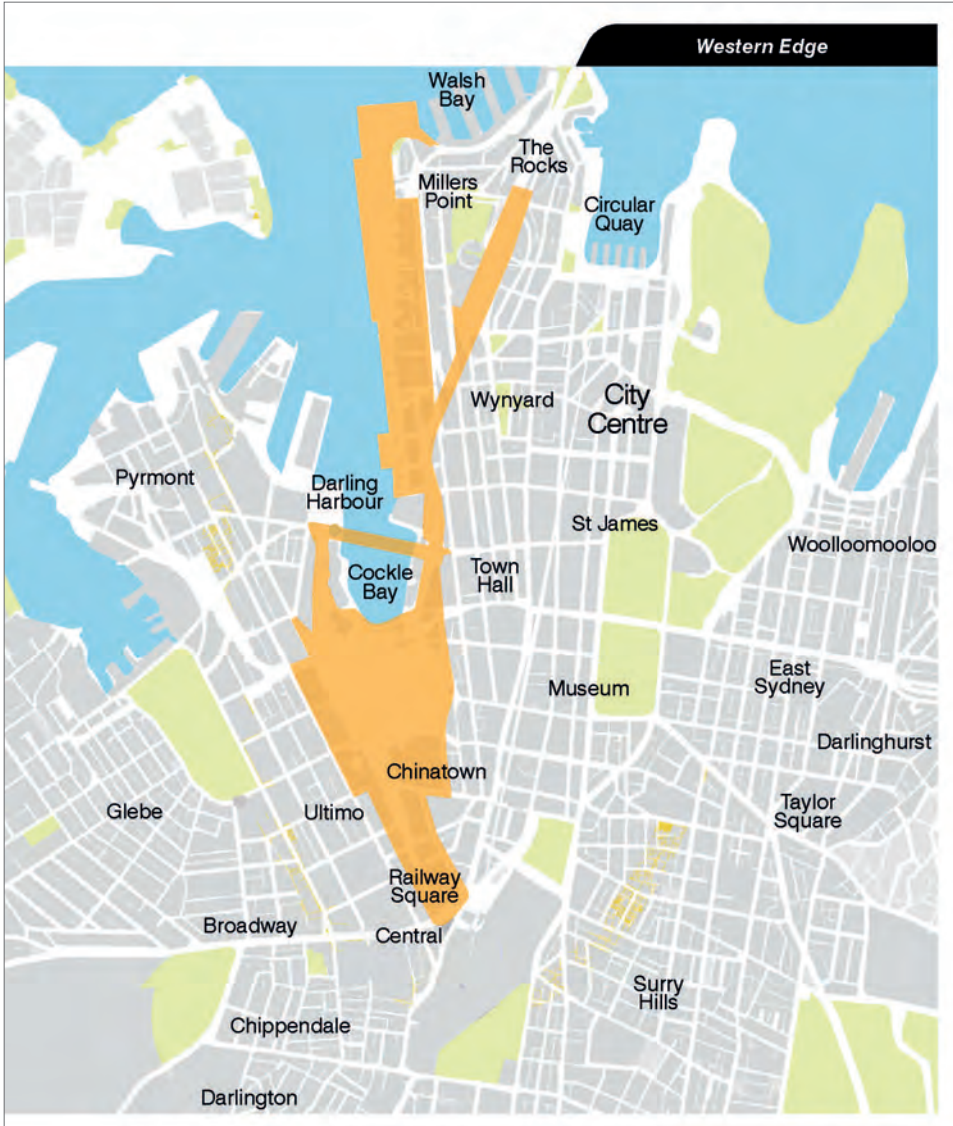 Western Edge
Walsh
Bay
The
Rocks
Millers
Point
Circular
Quay
Wynyard
City
Centre
Pyrmont
Darling
Harbour
St James
Woolloomooloo
Town
Hall
Cockle
Bay
East
Sydney
Museum
Darlinghurst
Chinatown
Taylor
Square
Glebe
Ultimo
Railway
Square
Broadway
Central
Surry
Hills
Chippendale
Darlington